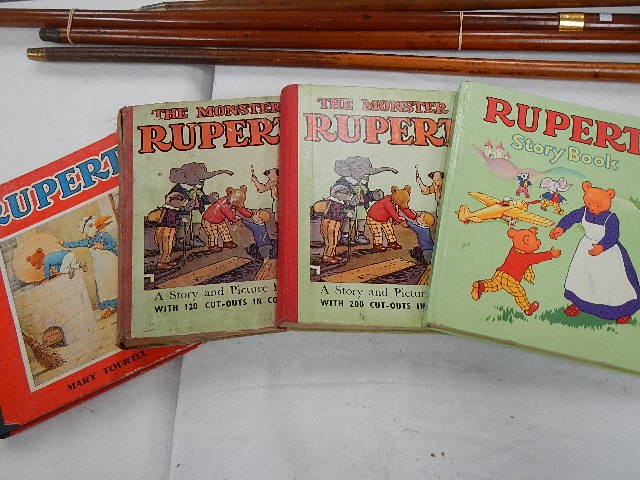 RUPERT
MARY TOURTEL
THE MONSTER
RUPERT
A Story and Picture
WITH 120 CUT-OUTS IN
THE MONSTER
RUPERT
A Story and Picture
WITH 200 CUT-OUTS IN
RUPERT
Story Book